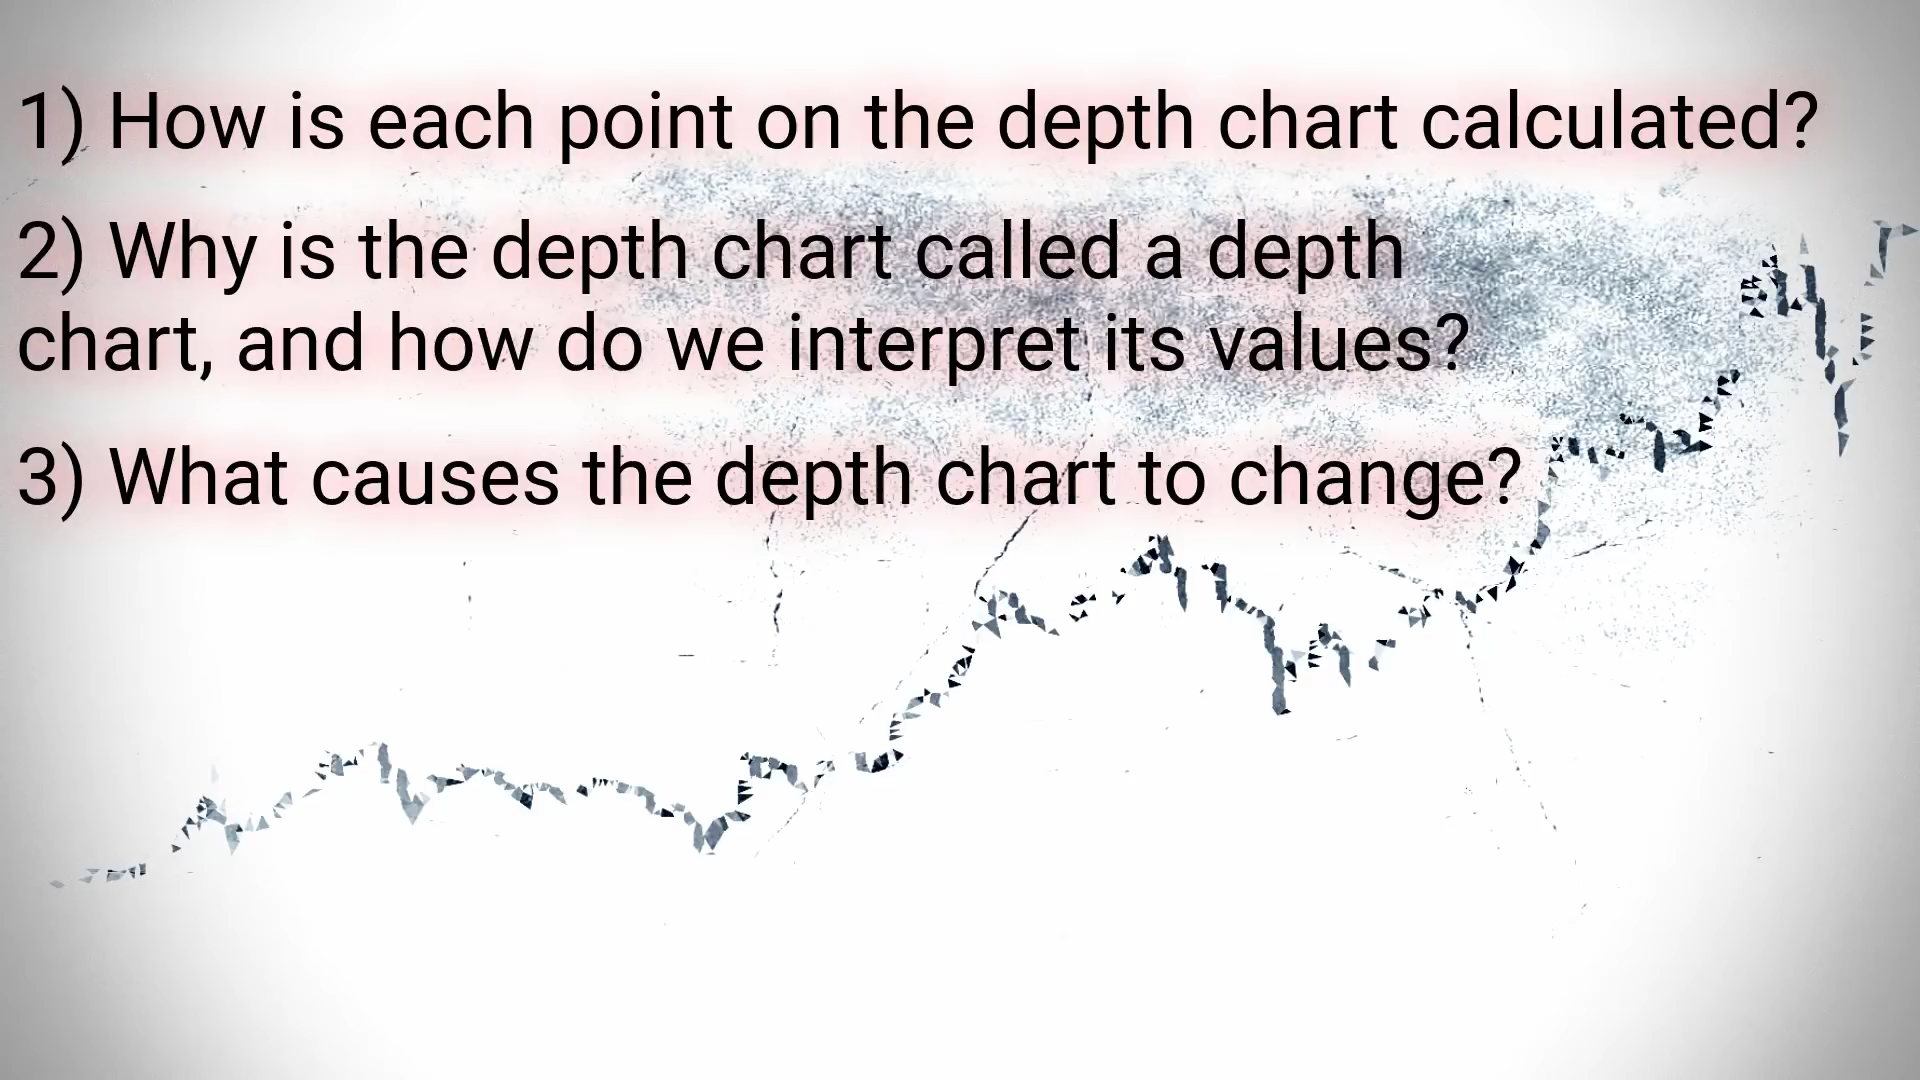 1) How is each point on the depth chart calculated?
2) Why is the depth chart called a depth
chart, and how do we interpret its values?
3) What causes the depth chart to change?